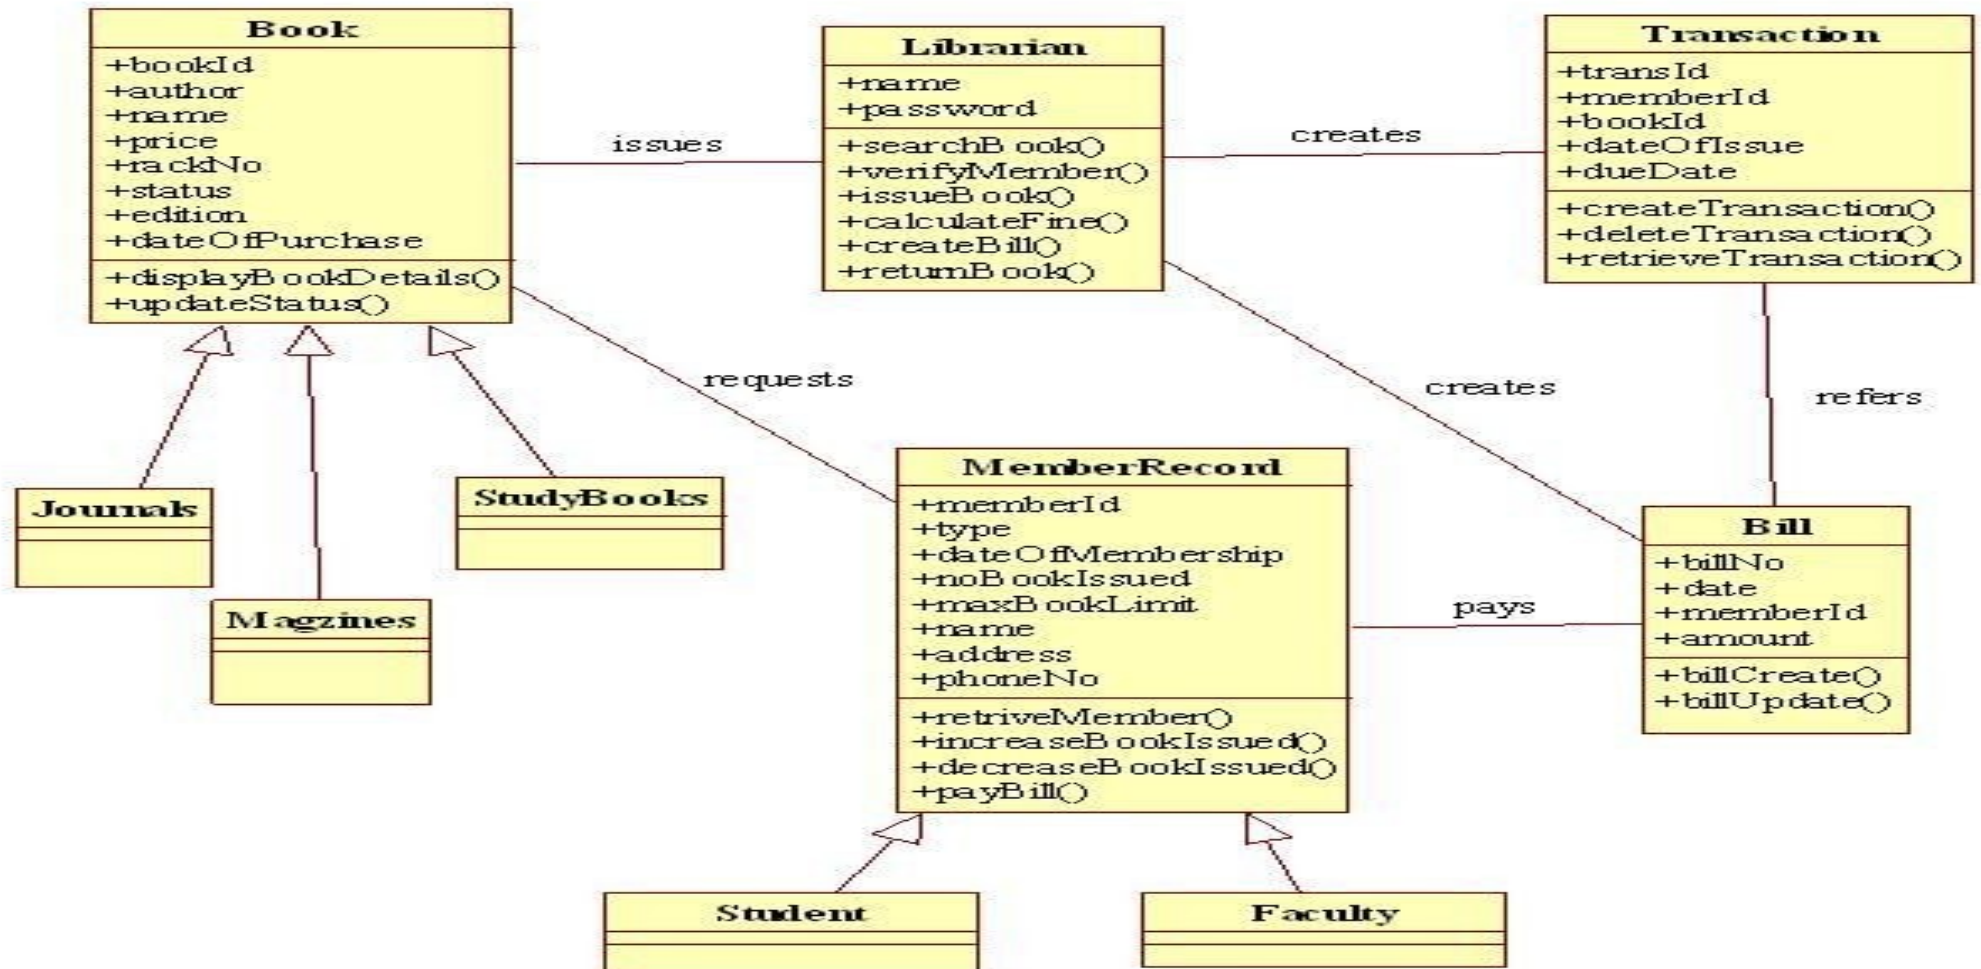 Book
+bookId
+author
+name
+price
+rackNo
+status
+edition
+dateOfPurchase
+displayBookDetails()
+updateStatus()
issues
Librarian
+name
+password
+searchBook()
+verifyMember()
+issueBook()
+calculateFine()
+createBill()
+returnBook()
creates
Transaction
+transId
+memberId
+bookId
+dateOfIssue
+dueDate
+createTransaction()
+deleteTransaction()
+retrieveTransaction()
requests
creates
refers
Journals
Magzines
StudyBooks
MemberRecord
+memberId
+type
+dateOfMembership
+noBookIssued
+maxBookLimit
+name
+address
+phoneNo
+retriveMember()
+increaseBookIssued()
+decreaseBookIssued()
+payBill()
pays
Bill
+billNo
+date
+memberId
+amount
+billCreate()
+billUpdate()
Student
Faculty